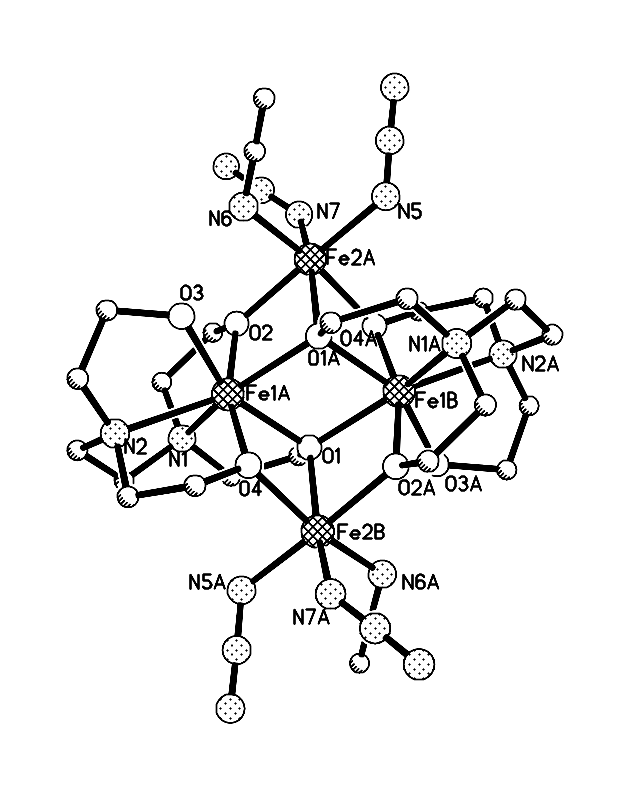 N6
N7
N5
Fe2A
O3
O2
O4A
O1A
N1A
N2A
Fe1A
Fe1B
N2
N1
O1
O4
O2A
O3A
Fe2B
N5A
N6A
N7A